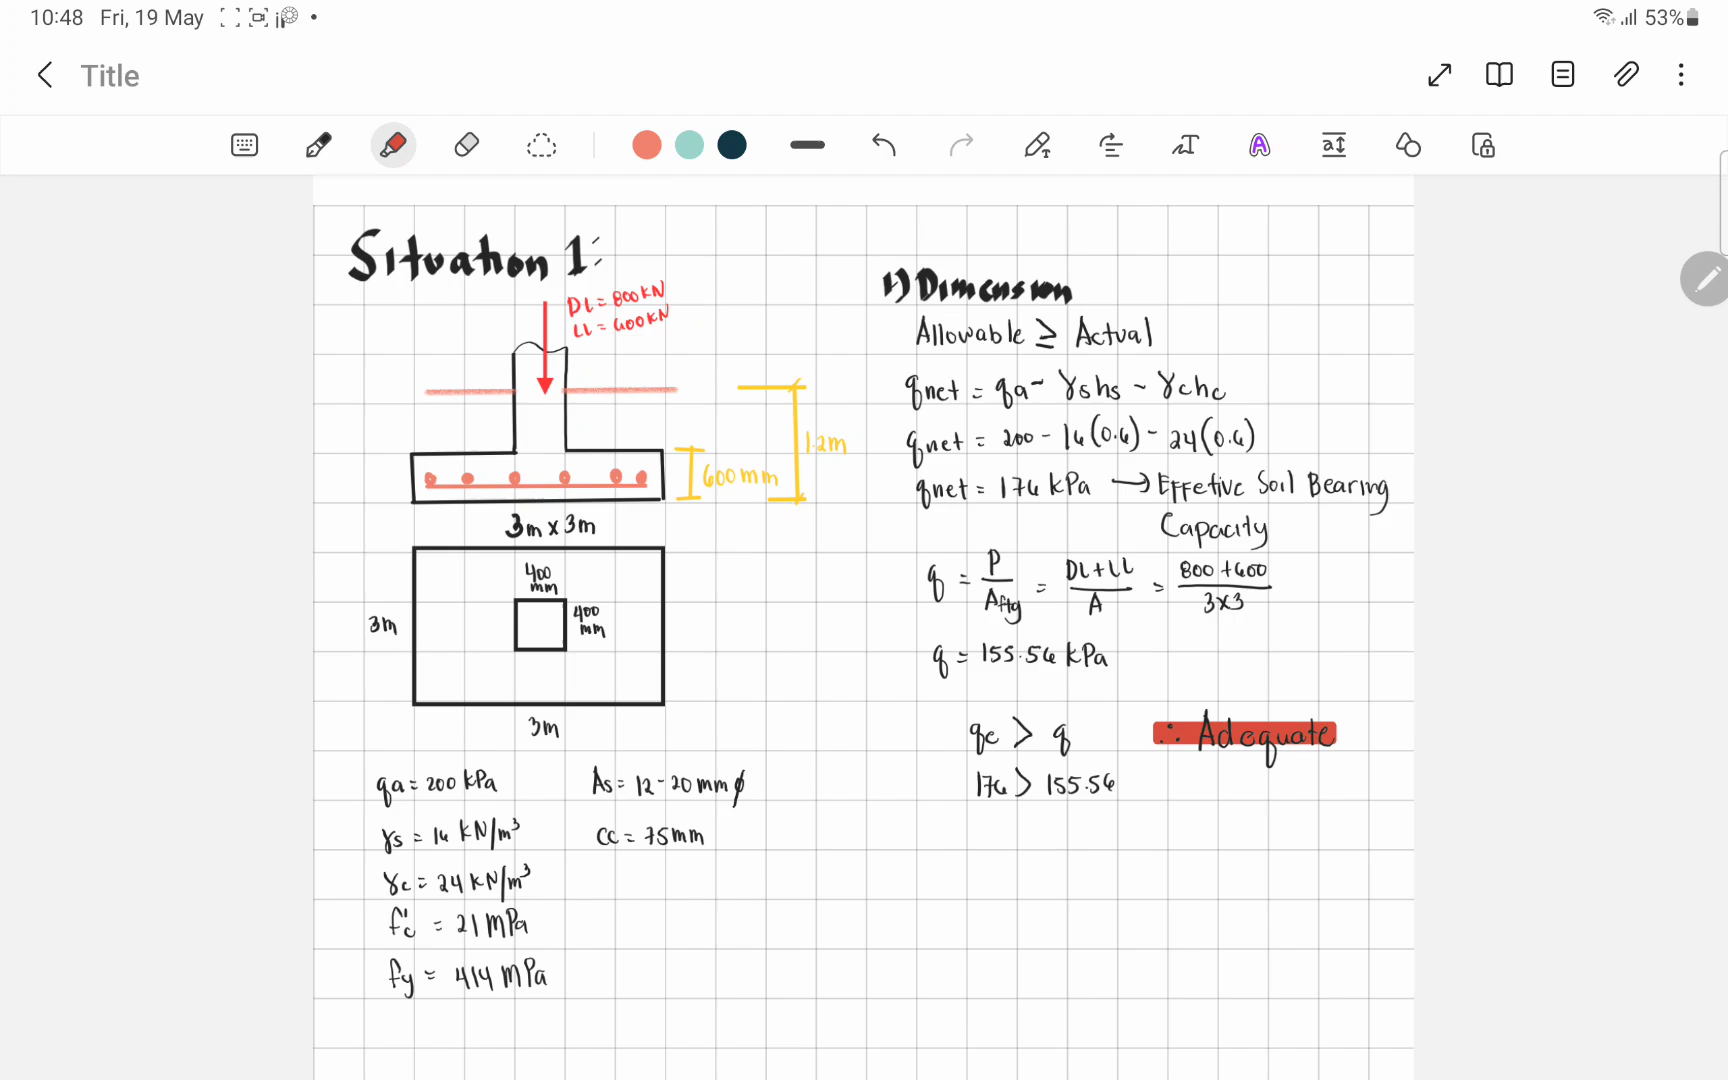 10:48 Fri, 19 May
53%
Title
Situation 1:
DL = 800 kN
LL = 600 kN
1.2m
600 mm
3m x 3m
400
mm
400
mm
3m
3m
qa = 200 kPa
γs = 16 kN/m³
γc = 24 kN/m³
f'c = 21 MPa
fy = 414 MPa
As = 12 - 20 mm ϕ
CC = 75mm
1.) Dimension
Allowable ≥ Actual
qnet = qa - γshs - γchc
qnet = 200 - 16(0.6) - 24(0.6)
qnet = 176 kPa → Effetive Soil Bearing
Capacity
q = P/Aftg = DL+LL/A = 800+600/3x3
q = 155.56 kPa
qe > q ∴ Adequate
176 > 155.56